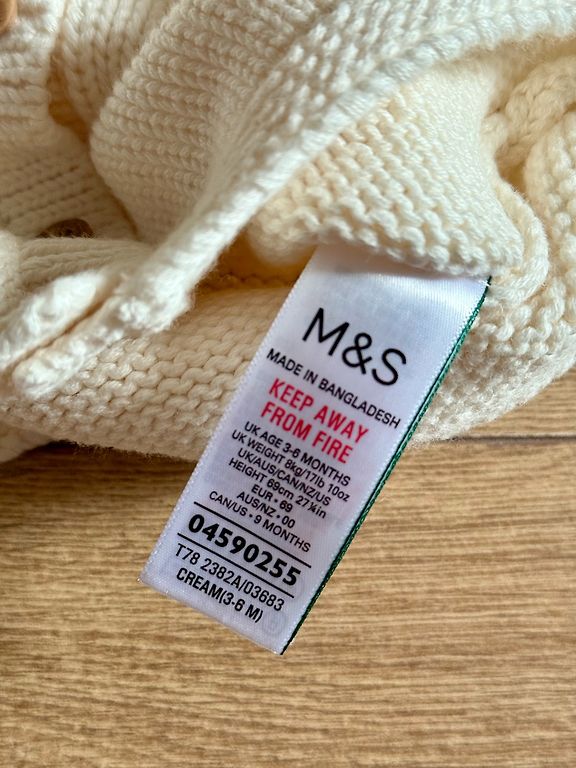 M&S
MADE IN BANGLADESH
KEEP AWAY
FROM FIRE
UK AGE 3-6 MONTHS
UK WEIGHT 8kg/17lb 10oz
UK/AUS/CAN/NZ/US
HEIGHT 69cm 27¼in
EUR • 69
AUS/NZ • 00
CAN/US • 9 MONTHS
04590255
T78 2382A/03683
CREAM(3-6 M)